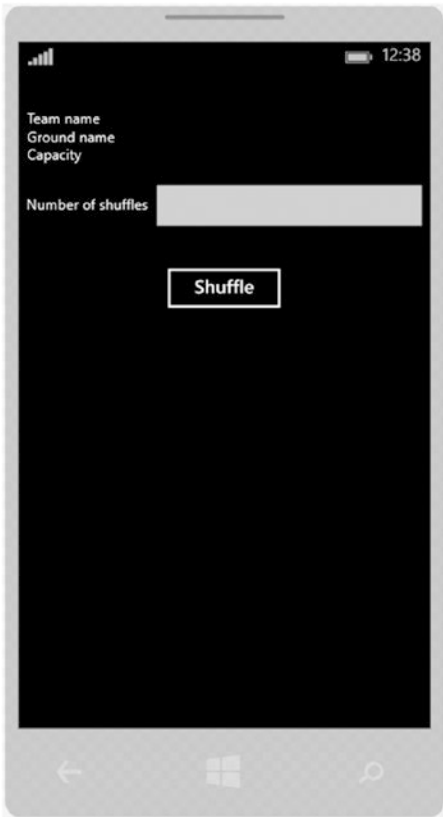 12:38
Team name
Ground name
Capacity
Number of shuffles
Shuffle